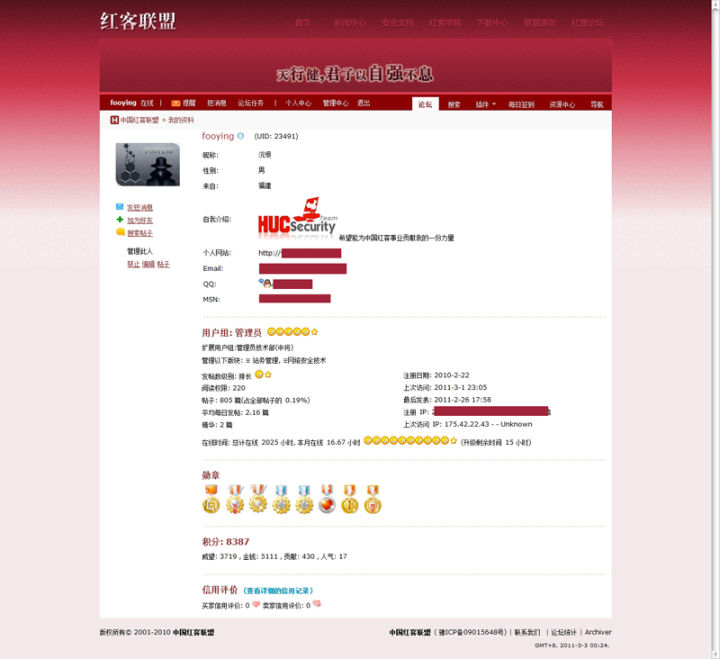 红客联盟
首页 新闻中心 安全文档 红客学院 下载中心 联盟原创 红盟论坛
天行健,君子以自强不息
fooying 在线 | 提醒 短消息 论坛任务 | 个人中心 管理中心 退出 论坛 搜索 插件 每日签到 资源中心 导航
H 中国红客联盟 » 我的资料
FOOYING
发短消息
加为好友
搜索帖子
管理此人
禁止 编辑 帖子
fooying (UID: 23491)
昵称: 沉恨
性别: 男
来自: 福建
自我介绍: HUC Team Security 希望能为中国红客事业贡献我的一份力量
个人网站: http://
Email:
QQ:
MSN:
用户组: 管理员
扩展用户组:管理员技术部(中将)
管理以下版块: 站务管理, 网络安全技术
发帖数级别: 排长
阅读权限: 220
帖子: 805 篇(占全部帖子的 0.19%)
平均每日发帖: 2.16 篇
精华: 2 篇
注册日期: 2010-2-22
上次访问: 2011-3-1 23:05
最后发表: 2011-2-26 17:58
注册 IP:
上次访问 IP: 175.42.22.43 - - Unknown
在线时间: 总计在线 2025 小时, 本月在线 16.67 小时 (升级剩余时间 15 小时)
勋章
积分: 8387
威望: 3719 , 金钱: 5111 , 贡献: 430 , 人气: 17
信用评价 (查看详细的信用记录)
买家信用评价: 0 卖家信用评价: 0
版权所有© 2001-2010 中国红客联盟
中国红客联盟 ( 豫ICP备09015648号) | 联系我们 | 论坛统计 | Archiver
GMT+8, 2011-3-3 00:24.